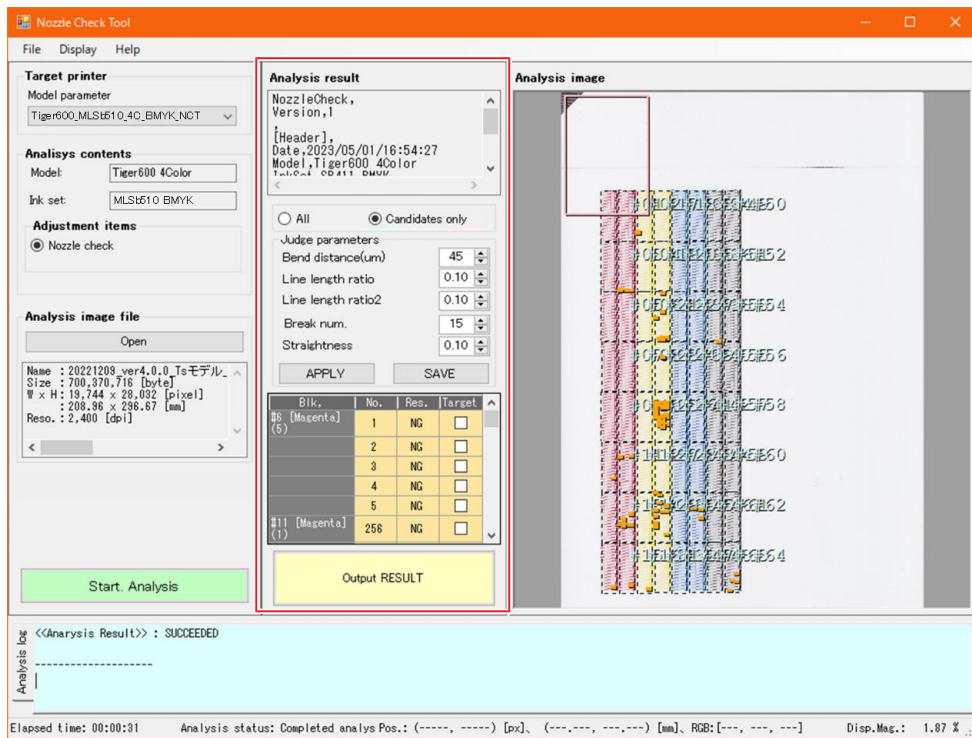 Nozzle Check Tool
File Display Help
Target printer
Model parameter
Tiger600_MLSb510_4C_BMYK_NCT
Analisys contents
Model: Tiger600 4Color
Ink set: MLSb510 BMYK
Adjustment items
Nozzle check
Analysis image file
Open
Name : 20221209_ver4.0.0_Tsモデル_
Size : 700,370,716 [byte]
W x H: 19,744 x 28,032 [pixel]
: 208.96 x 296.67 [mm]
Reso. : 2,400 [dpi]
Start. Analysis
Analysis result
NozzleCheck,
Version,1
,
[Header],
Date,2023/05/01/16:54:27
Model,Tiger600 4Color
All Candidates only
Judge parameters
Bend distance(um) 45
Line length ratio 0.10
Line length ratio2 0.10
Break num. 15
Straightness 0.10
APPLY SAVE
Blk. No. Res. Target
#6 [Magenta] (5) 1 NG
2 NG
3 NG
4 NG
5 NG
#11 [Magenta] (1) 256 NG
Output RESULT
Analysis image
Analysis log
<<Anarysis Result>> : SUCCEEDED
--------------------
Elapsed time: 00:00:31 Analysis status: Completed analys Pos.: (-----, -----) [px]、 (---.---, ---.---) [mm]、 RGB:[---, ---, ---] Disp.Mag.: 1.87 %